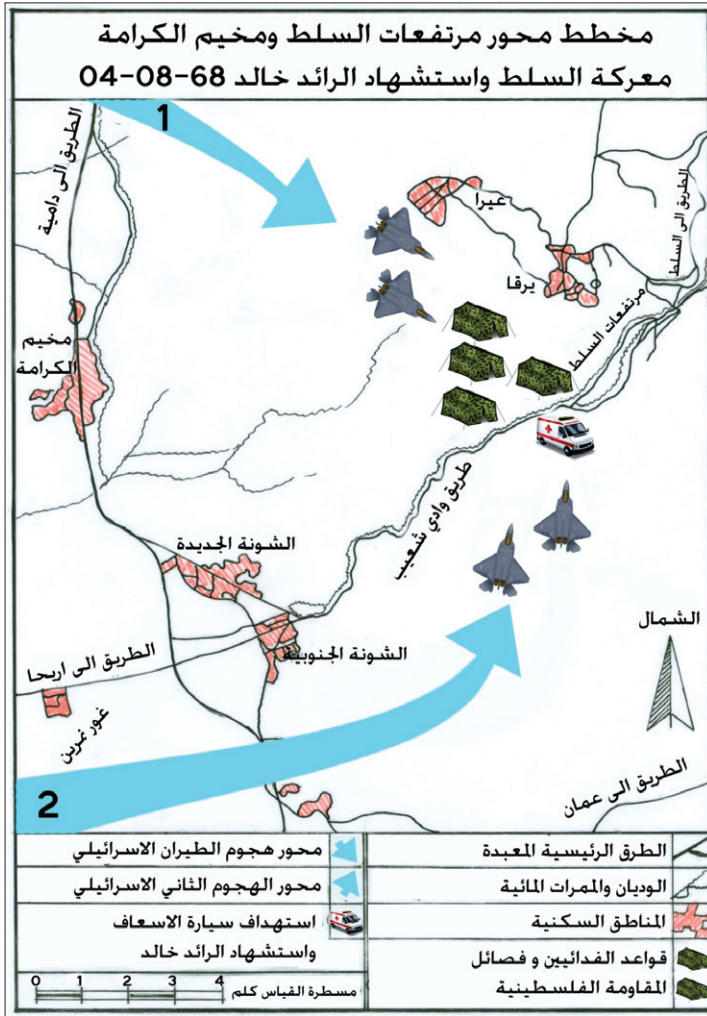 مخطط محور مرتفعات السلط ومخيم الكرامة
معركة السلط واستشهاد الرائد خالد 68-08-04
1
الطريق الى دامية
عيرا
الطريق الى السلط
يرقا
مرتفعات السلط
مخيم
الكرامة
طريق وادي شعيب
الشونة الجديدة
الشمال
الشونة الجنوبية
الطريق الى اريحا
غور نمرين
الطريق الى عمان
2
الطرق الرئيسية المعبدة
محور هجوم الطيران الاسرائيلي
الوديان والممرات المائية
محور الهجوم الثاني الاسرائيلي
المناطق السكنية
استهداف سيارة الاسعاف
واستشهاد الرائد خالد
قواعد الفدائيين و فصائل
المقاومة الفلسطينية
0 1 2 3 4
مسطرة القياس كلم